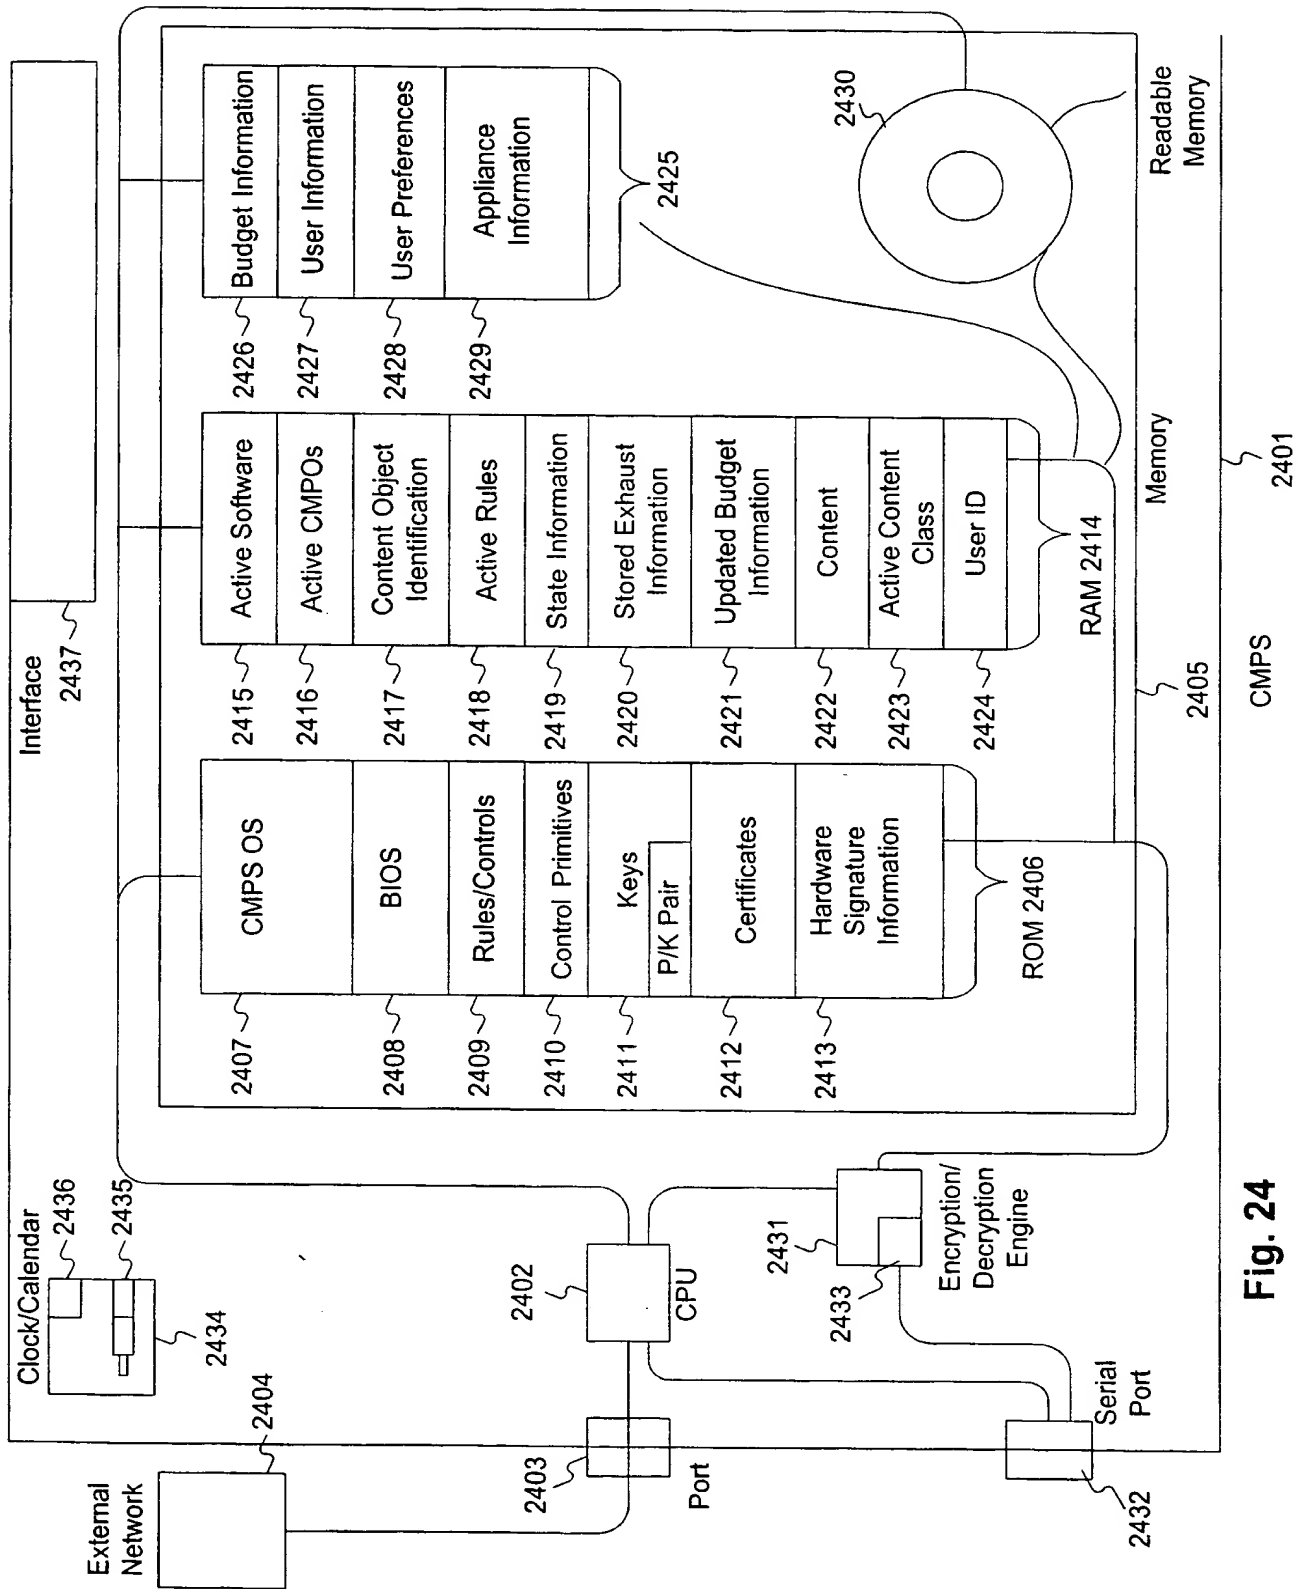 External
Network
2404
Clock/Calendar
2436
2435
2434
Interface
2437
Port
2403
2402
CPU
2431
2433
Encryption/
Decryption
Engine
Serial
Port
2432
2407
CMPS OS
2408
BIOS
2409
Rules/Controls
2410
Control Primitives
2411
Keys
P/K Pair
2412
Certificates
2413
Hardware
Signature
Information
ROM 2406
2415
Active Software
2416
Active CMPOs
2417
Content Object
Identification
2418
Active Rules
2419
State Information
2420
Stored Exhaust
Information
2421
Updated Budget
Information
2422
Content
2423
Active Content
Class
2424
User ID
RAM 2414
2426
Budget Information
2427
User Information
2428
User Preferences
2429
Appliance
Information
2425
2430
Readable
Memory
Memory
2405
2401
CMPS
Fig. 24